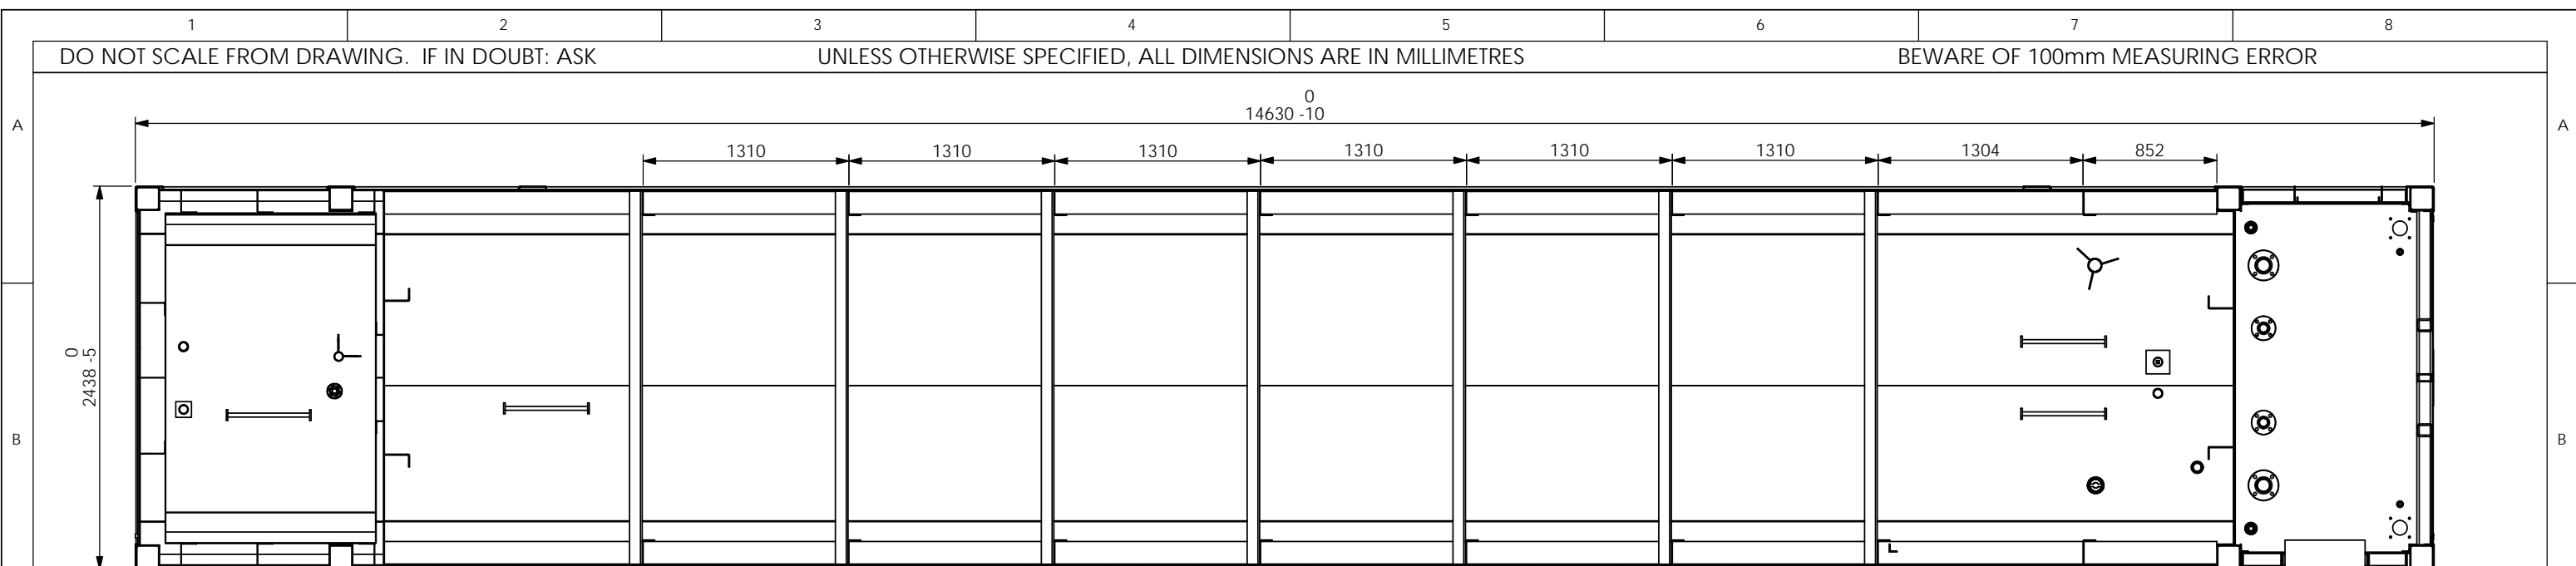 1 2 3 4 5 6 7 8
DO NOT SCALE FROM DRAWING. IF IN DOUBT: ASK UNLESS OTHERWISE SPECIFIED, ALL DIMENSIONS ARE IN MILLIMETRES BEWARE OF 100mm MEASURING ERROR
0
14630 -10
A A
1310 1310 1310 1310 1310 1310 1304 852
0
2438 -5
B B